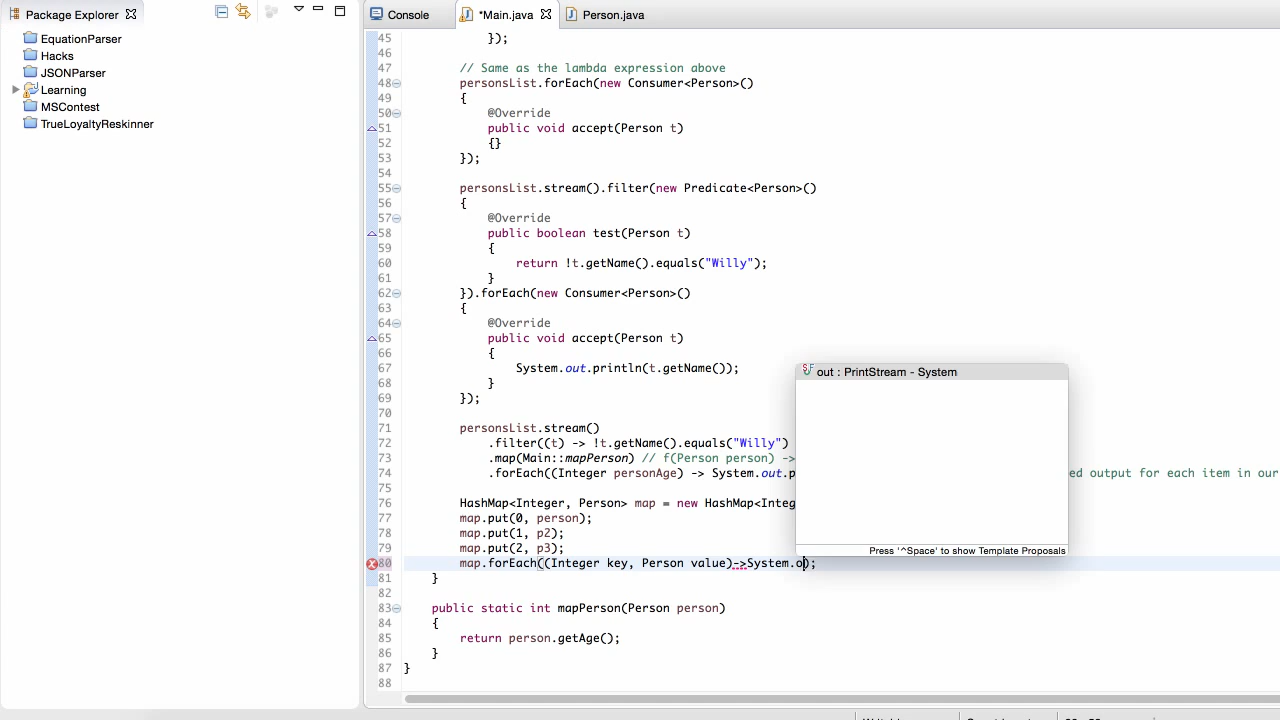 Package Explorer
Console
*Main.java
Person.java
EquationParser
Hacks
JSONParser
Learning
MSContest
TrueLoyaltyReskinner
45 });
46
47 // Same as the lambda expression above
48 personsList.forEach(new Consumer<Person>()
49 {
50 @Override
51 public void accept(Person t)
52 {}
53 });
54
55 personsList.stream().filter(new Predicate<Person>()
56 {
57 @Override
58 public boolean test(Person t)
59 {
60 return !t.getName().equals("Willy");
61 }
62 }).forEach(new Consumer<Person>()
63 {
64 @Override
65 public void accept(Person t)
66 {
67 System.out.println(t.getName());
68 }
69 });
70
71 personsList.stream()
72 .filter((t) -> !t.getName().equals("Willy")
73 .map(Main::mapPerson) // f(Person person) ->
74 .forEach((Integer personAge) -> System.out.p ed output for each item in our
75
76 HashMap<Integer, Person> map = new HashMap<Integ
77 map.put(0, person);
78 map.put(1, p2);
79 map.put(2, p3);
80 map.forEach((Integer key, Person value)->System.o);
81 }
82
83 public static int mapPerson(Person person)
84 {
85 return person.getAge();
86 }
87 }
88
out : PrintStream - System
Press '^Space' to show Template Proposals